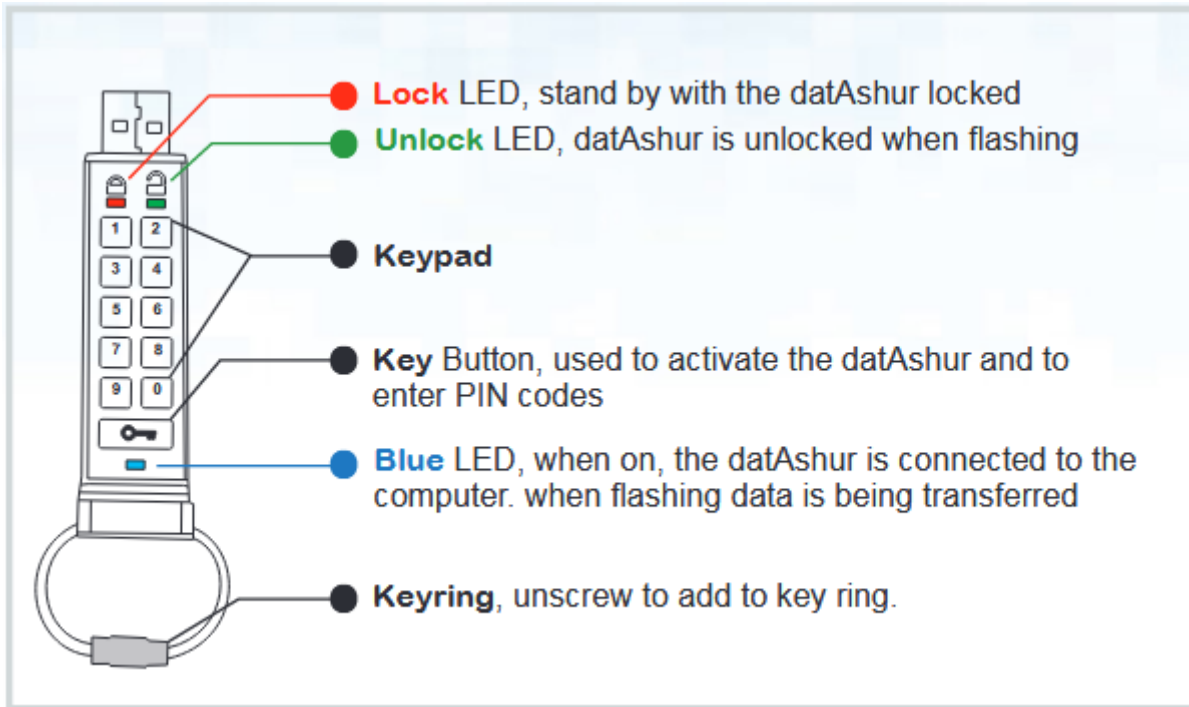 Lock LED, stand by with the datAshur locked
Unlock LED, datAshur is unlocked when flashing
1 2
3 4
5 6
7 8
9 0
Keypad
Key Button, used to activate the datAshur and to
enter PIN codes
Blue LED, when on, the datAshur is connected to the
computer. when flashing data is being transferred
Keyring, unscrew to add to key ring.